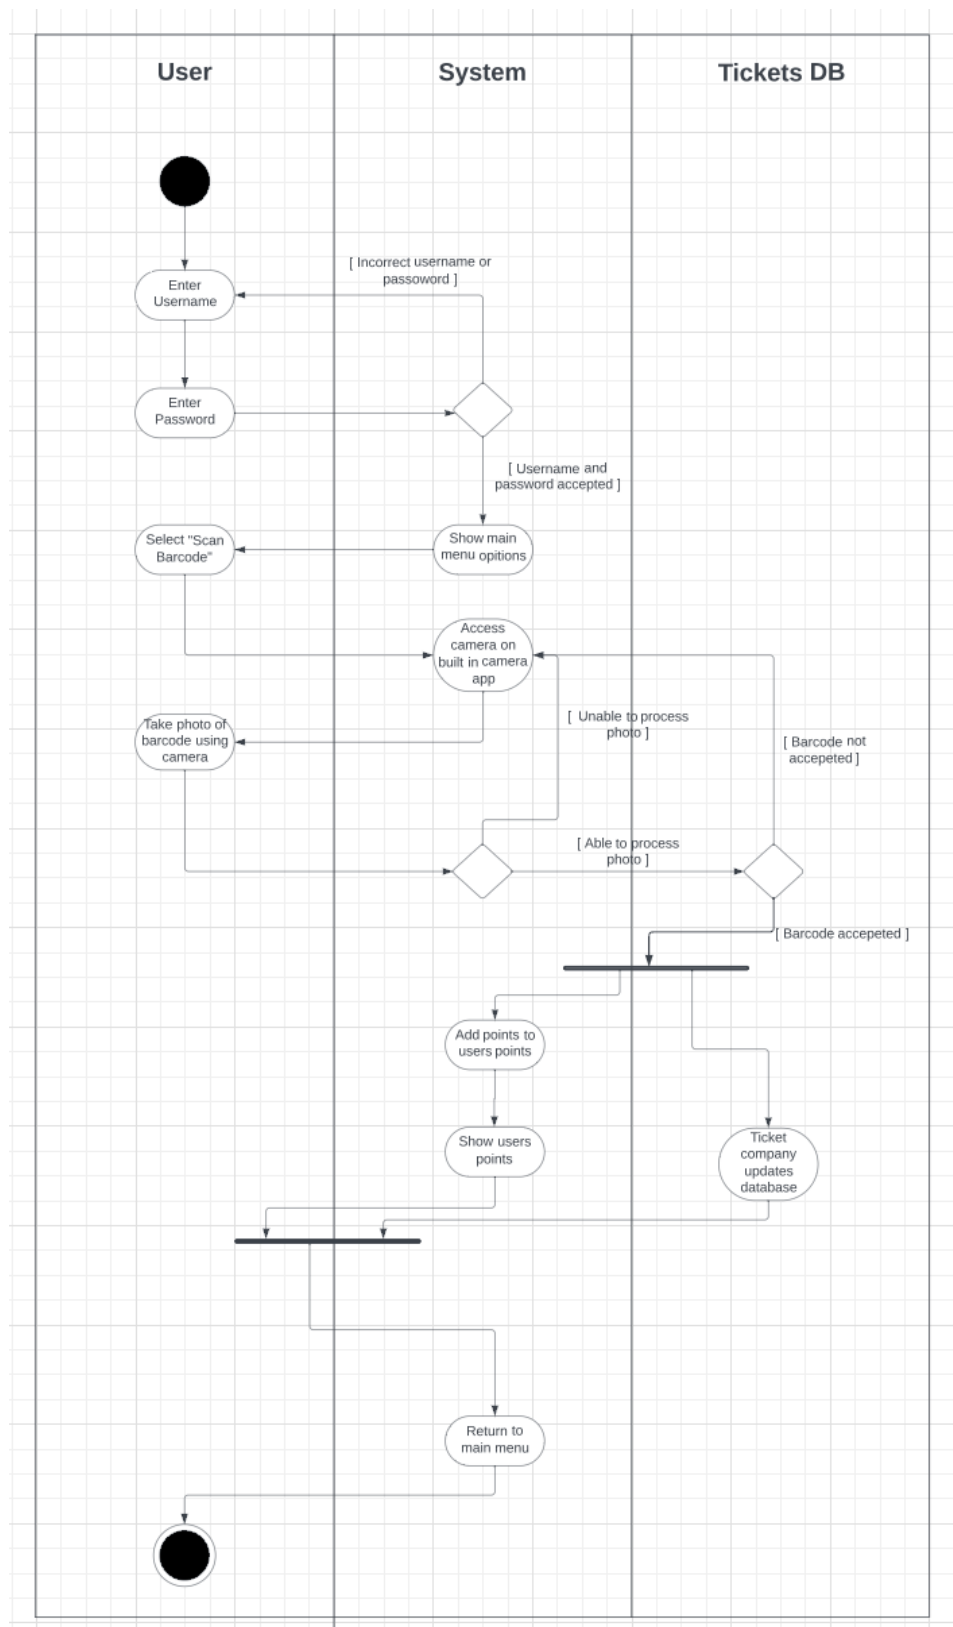 User
System
Tickets DB
[ Incorrect username or
passoword ]
Enter
Username
Enter
Password
[ Username and
password accepted ]
Select "Scan
Barcode"
Show main
menu opitions
Access
camera on
built in camera
app
Take photo of
barcode using
camera
[ Unable to process
photo ]
[ Barcode not
accepeted ]
[ Able to process
photo ]
[ Barcode accepeted ]
Add points to
users points
Show users
points
Ticket
company
updates
database
Return to
main menu